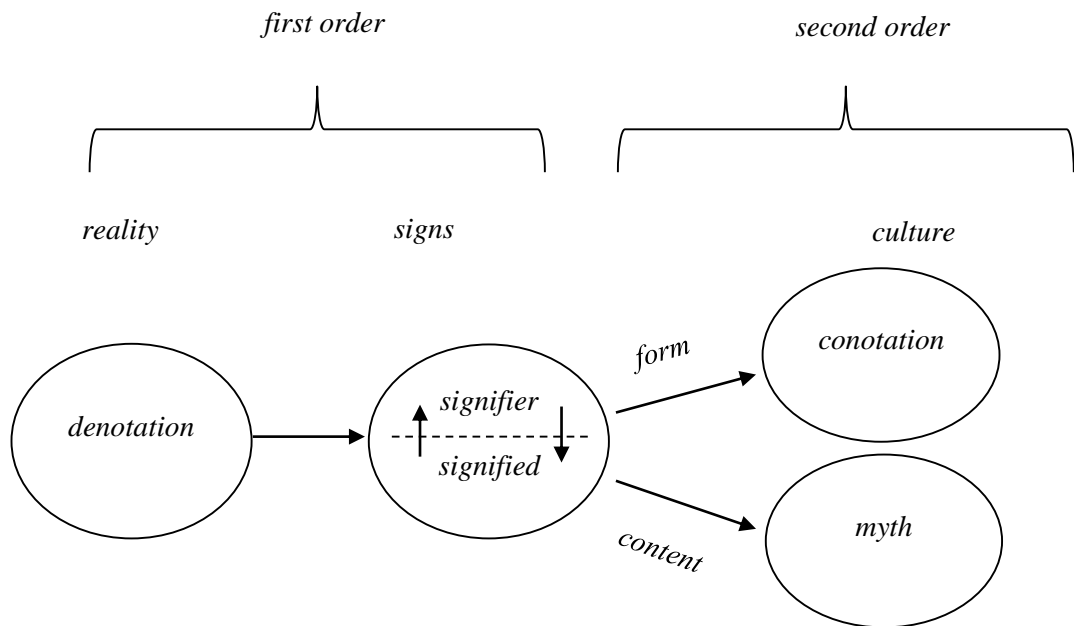 first order
second order
reality
signs
culture
denotation
signifier
signified
form
content
conotation
myth